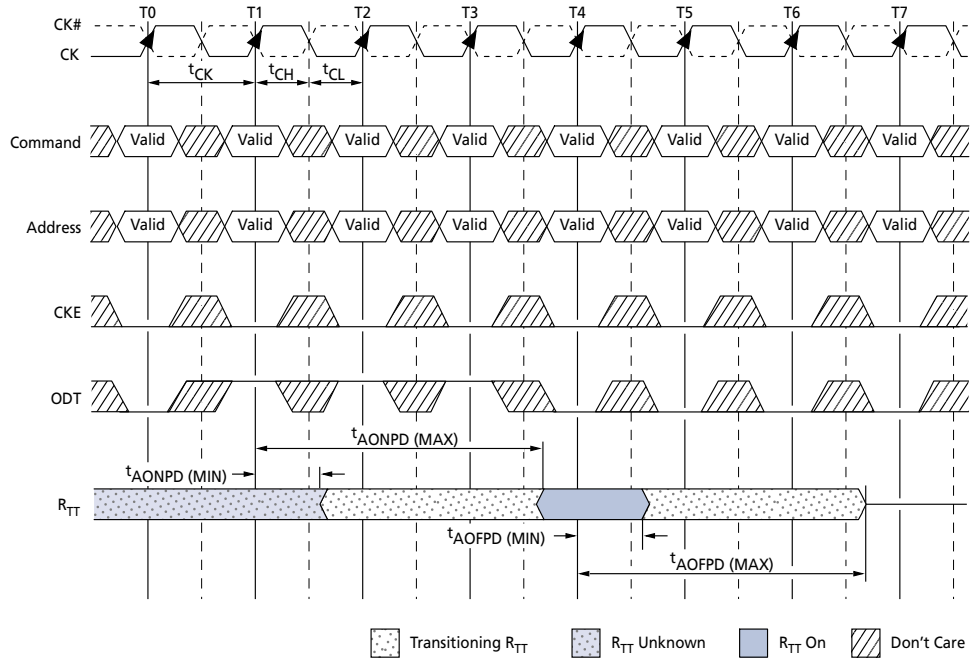 T0 T1 T2 T3 T4 T5 T6 T7
CK#
CK
tCK tCH tCL
Command Valid Valid Valid Valid Valid Valid Valid Valid
Address Valid Valid Valid Valid Valid Valid Valid Valid
CKE
ODT
tAONPD (MAX)
tAONPD (MIN)
RTT
tAOFPD (MIN)
tAOFPD (MAX)
Transitioning RTT RTT Unknown RTT On Don't Care